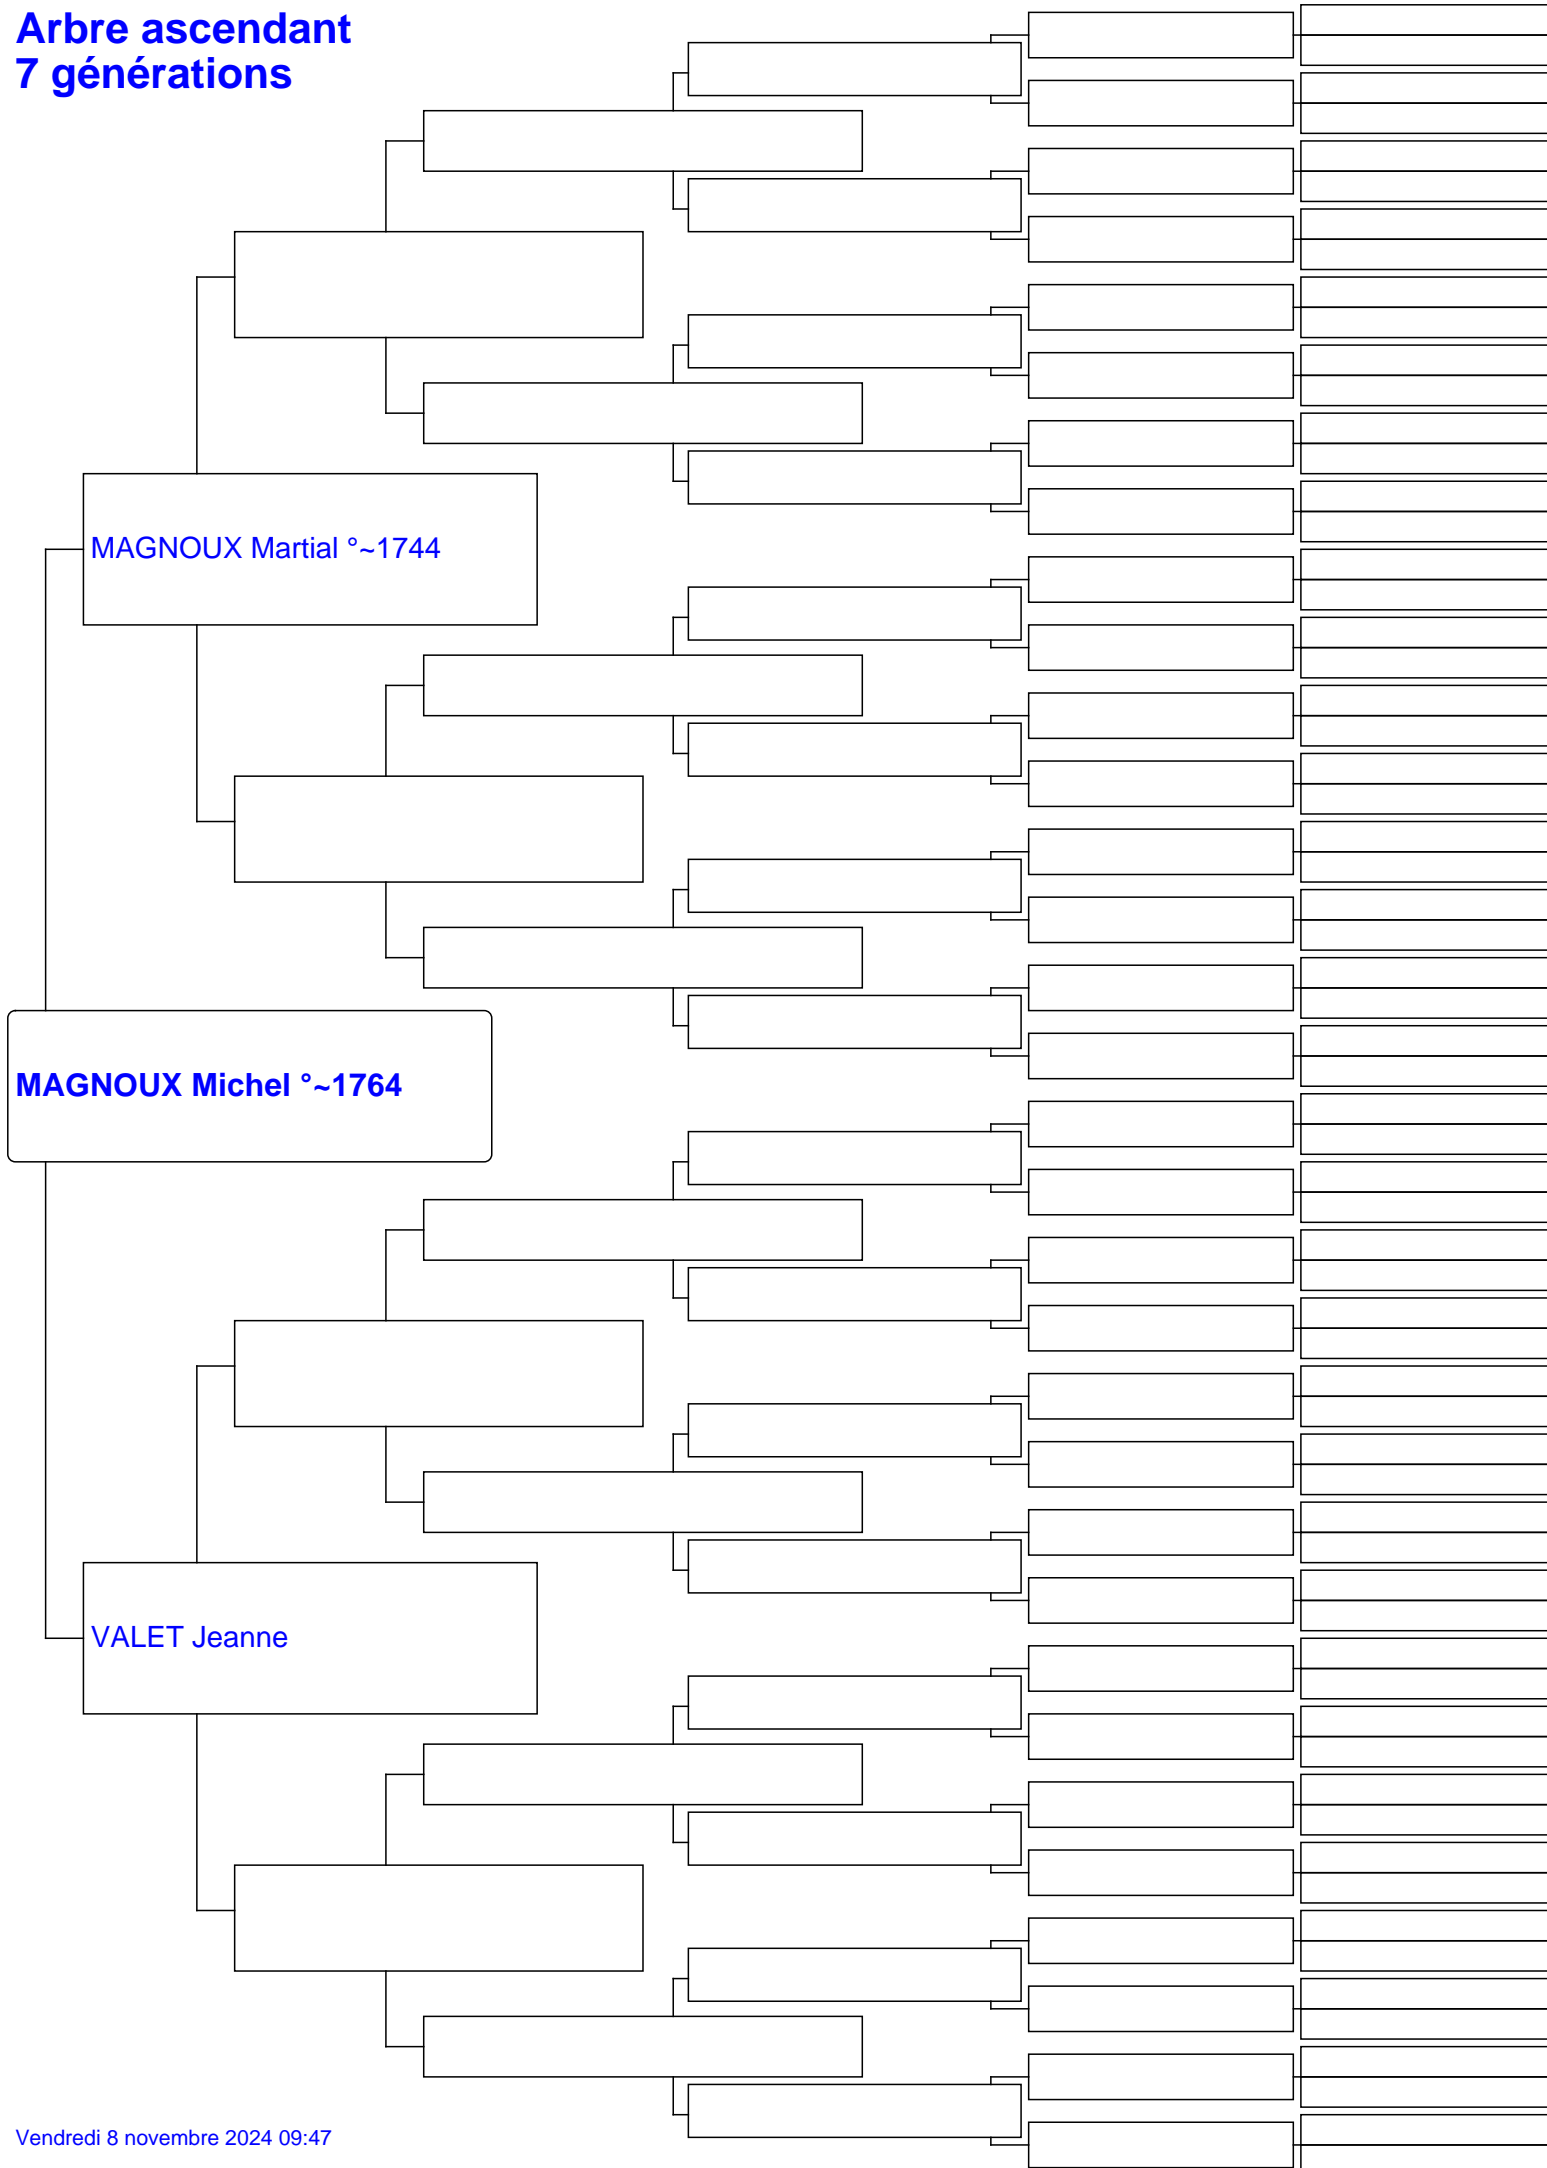 Arbre ascendant
7 générations
MAGNOUX Martial °~1744
MAGNOUX Michel °~1764
VALET Jeanne
Vendredi 8 novembre 2024 09:47